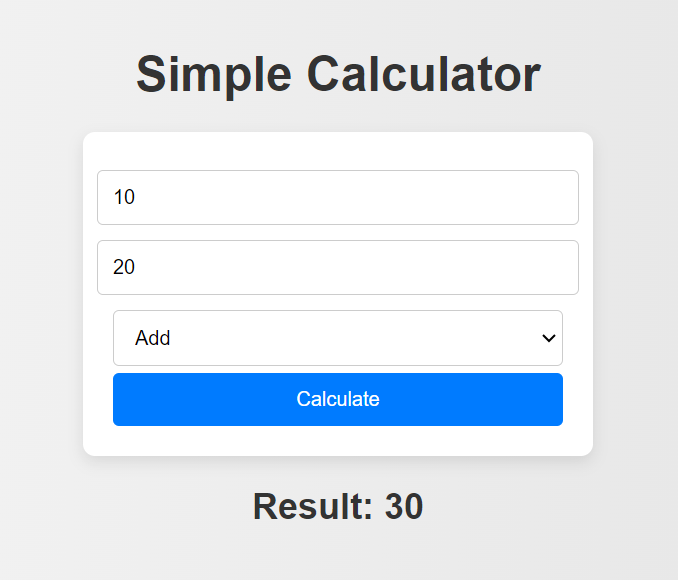 Simple Calculator
10
20
Add
Calculate
Result: 30